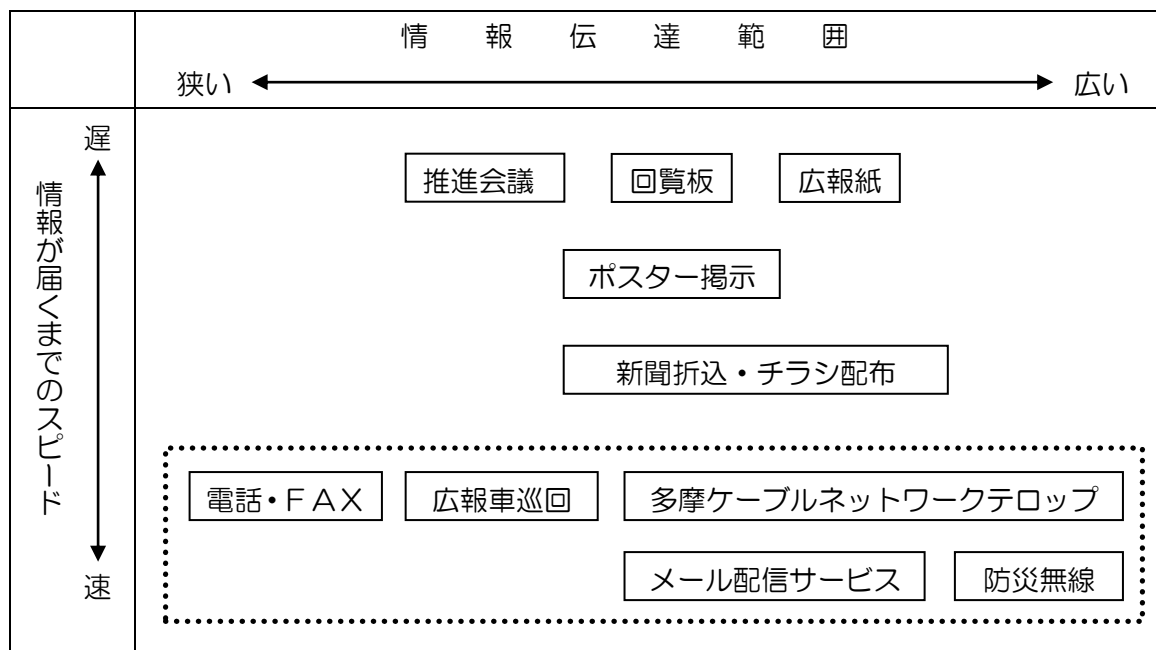 情報伝達範囲
狭い 広い
遅
情報が届くまでのスピード
速
推進会議 回覧板 広報紙
ポスター掲示
新聞折込・チラシ配布
電話・ＦＡＸ 広報車巡回 多摩ケーブルネットワークテロップ
メール配信サービス 防災無線